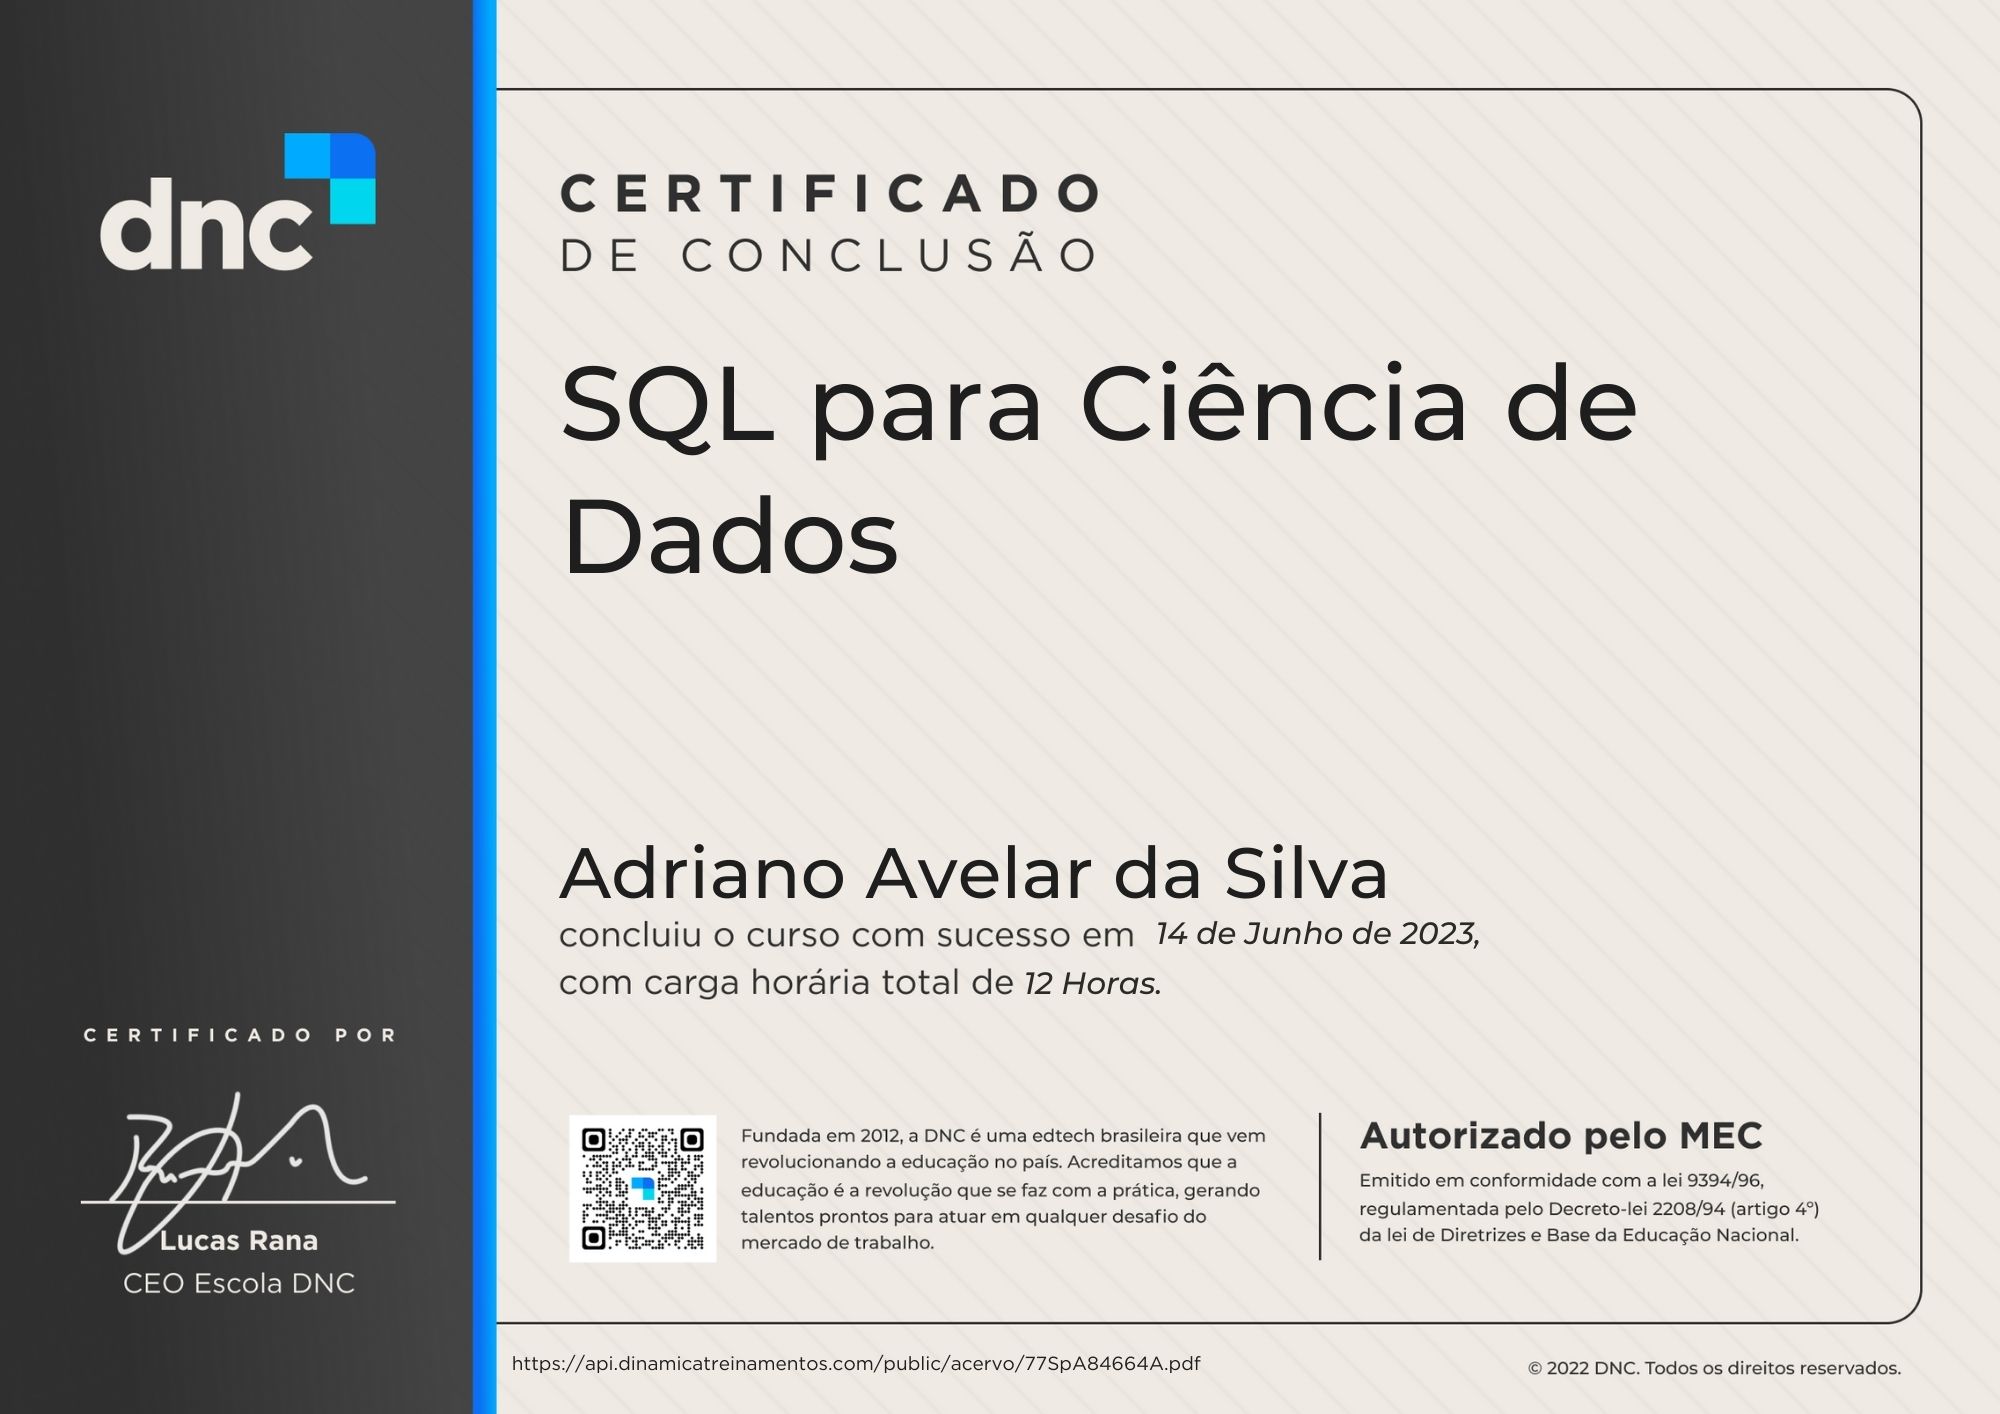 dnc
CERTIFICADO
DE CONCLUSÃO
SQL para Ciência de
Dados
Adriano Avelar da Silva
concluiu o curso com sucesso em 14 de Junho de 2023,
com carga horária total de 12 Horas.
CERTIFICADO POR
Lucas Rana
CEO Escola DNC
Fundada em 2012, a DNC é uma edtech brasileira que vem
revolucionando a educação no país. Acreditamos que a
educação é a revolução que se faz com a prática, gerando
talentos prontos para atuar em qualquer desafio do
mercado de trabalho.
Autorizado pelo MEC
Emitido em conformidade com a lei 9394/96,
regulamentada pelo Decreto-lei 2208/94 (artigo 4º)
da lei de Diretrizes e Base da Educação Nacional.
https://api.dinamicatreinamentos.com/public/acervo/77SpA84664A.pdf
© 2022 DNC. Todos os direitos reservados.